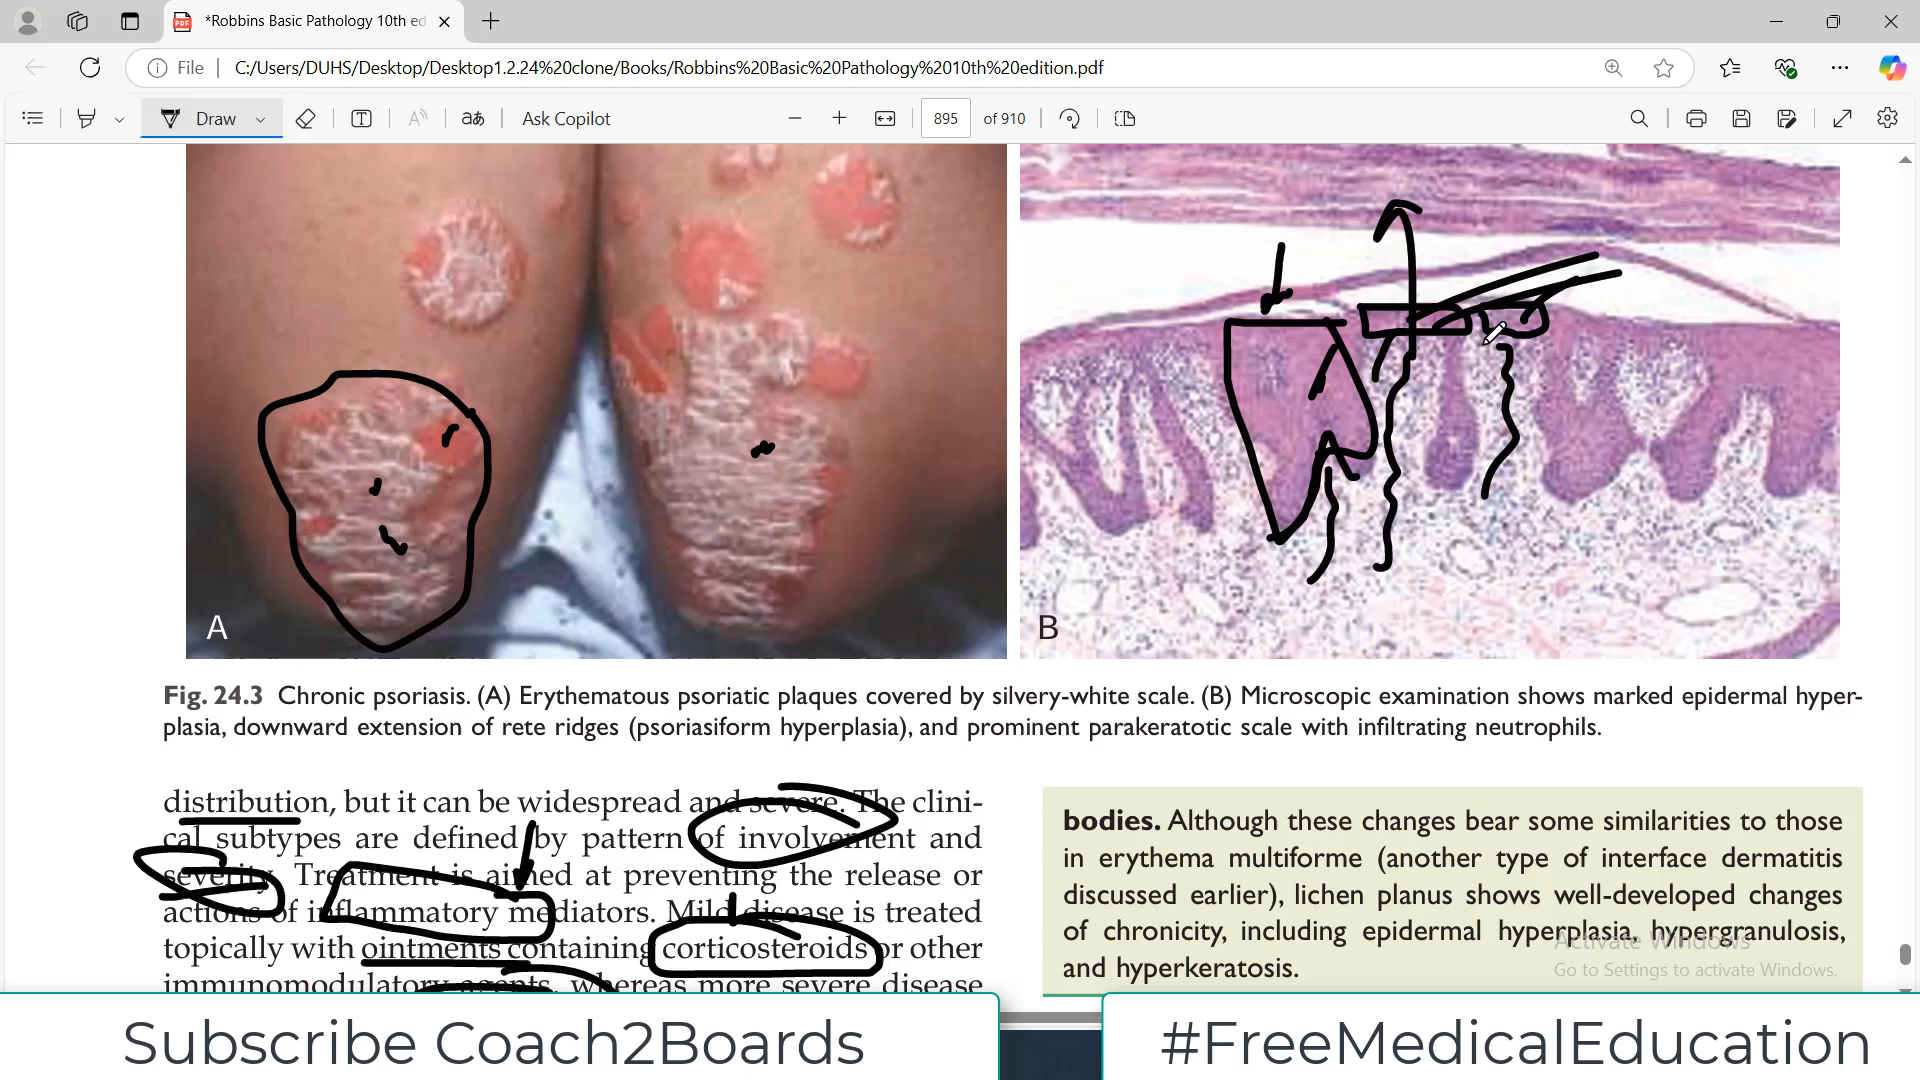 *Robbins Basic Pathology 10th ed
File
C:/Users/DUHS/Desktop/Desktop1.2.24%20clone/Books/Robbins%20Basic%20Pathology%2010th%20edition.pdf
Draw
Ask Copilot
895 of 910
A
B
Fig. 24.3 Chronic psoriasis. (A) Erythematous psoriatic plaques covered by silvery-white scale. (B) Microscopic examination shows marked epidermal hyper-
plasia, downward extension of rete ridges (psoriasiform hyperplasia), and prominent parakeratotic scale with infiltrating neutrophils.
distribution, but it can be widespread and severe. The clini-
cal subtypes are defined by pattern of involvement and
severity. Treatment is aimed at preventing the release or
actions of inflammatory mediators. Mild disease is treated
topically with ointments containing corticosteroids or other
immunomodulatory agents, whereas more severe disease
bodies. Although these changes bear some similarities to those
in erythema multiforme (another type of interface dermatitis
discussed earlier), lichen planus shows well-developed changes
of chronicity, including epidermal hyperplasia, hypergranulosis,
and hyperkeratosis.
Activate Windows
Go to Settings to activate Windows.
Subscribe Coach2Boards
#FreeMedicalEducation